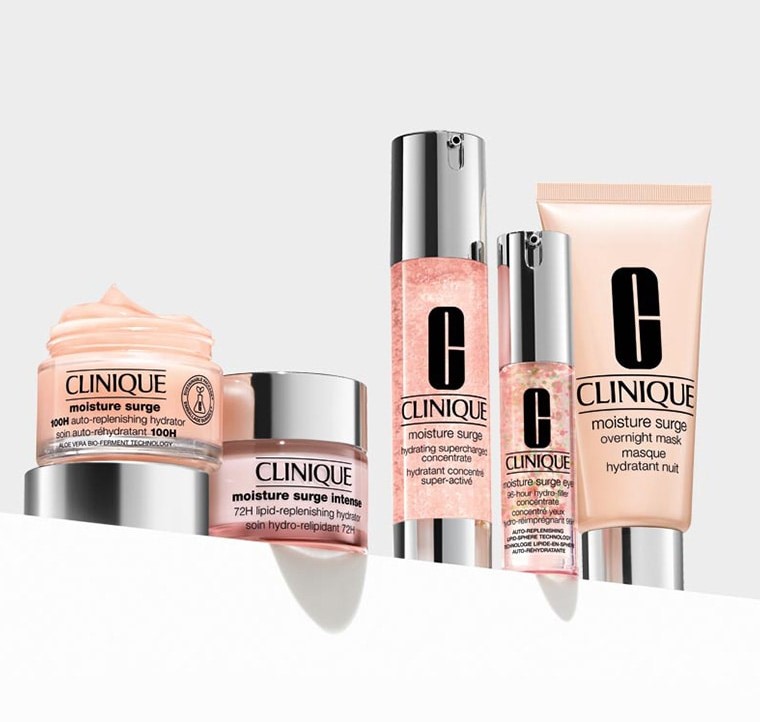 CLINIQUE
moisture surge
100H auto-replenishing hydrator
soin auto-réhydratant 100H
ALOE VERA BIO-FERMENT TECHNOLOGY
CLINIQUE
moisture surge intense
72H lipid-replenishing hydrator
soin hydro-relipidant 72H
C
CLINIQUE
moisture surge
hydrating supercharged
concentrate
hydratant concentré
super-activé
C
CLINIQUE
moisture surge eye
96-hour hydro-filler
concentrate
concentré yeux
AUTO-REPLENISHING
LIPID-SPHERE TECHNOLOGY
AUTO-RÉHYDRATANTE
C
CLINIQUE
moisture surge
overnight mask
masque
hydratant nuit